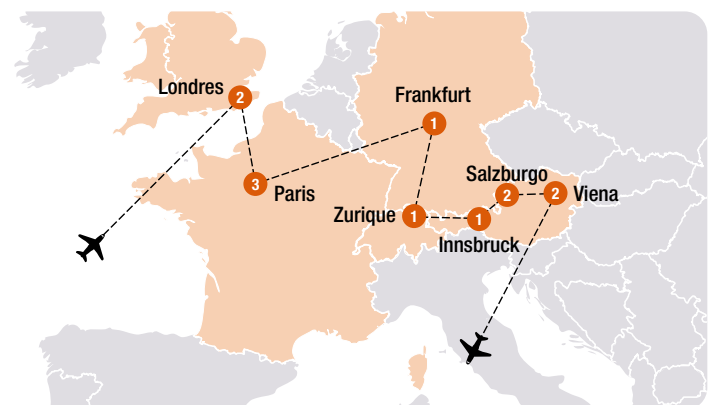 Londres
2
Frankfurt
1
3
Paris
Salzburgo
2
2
Viena
Zurique
1
1
Innsbruck